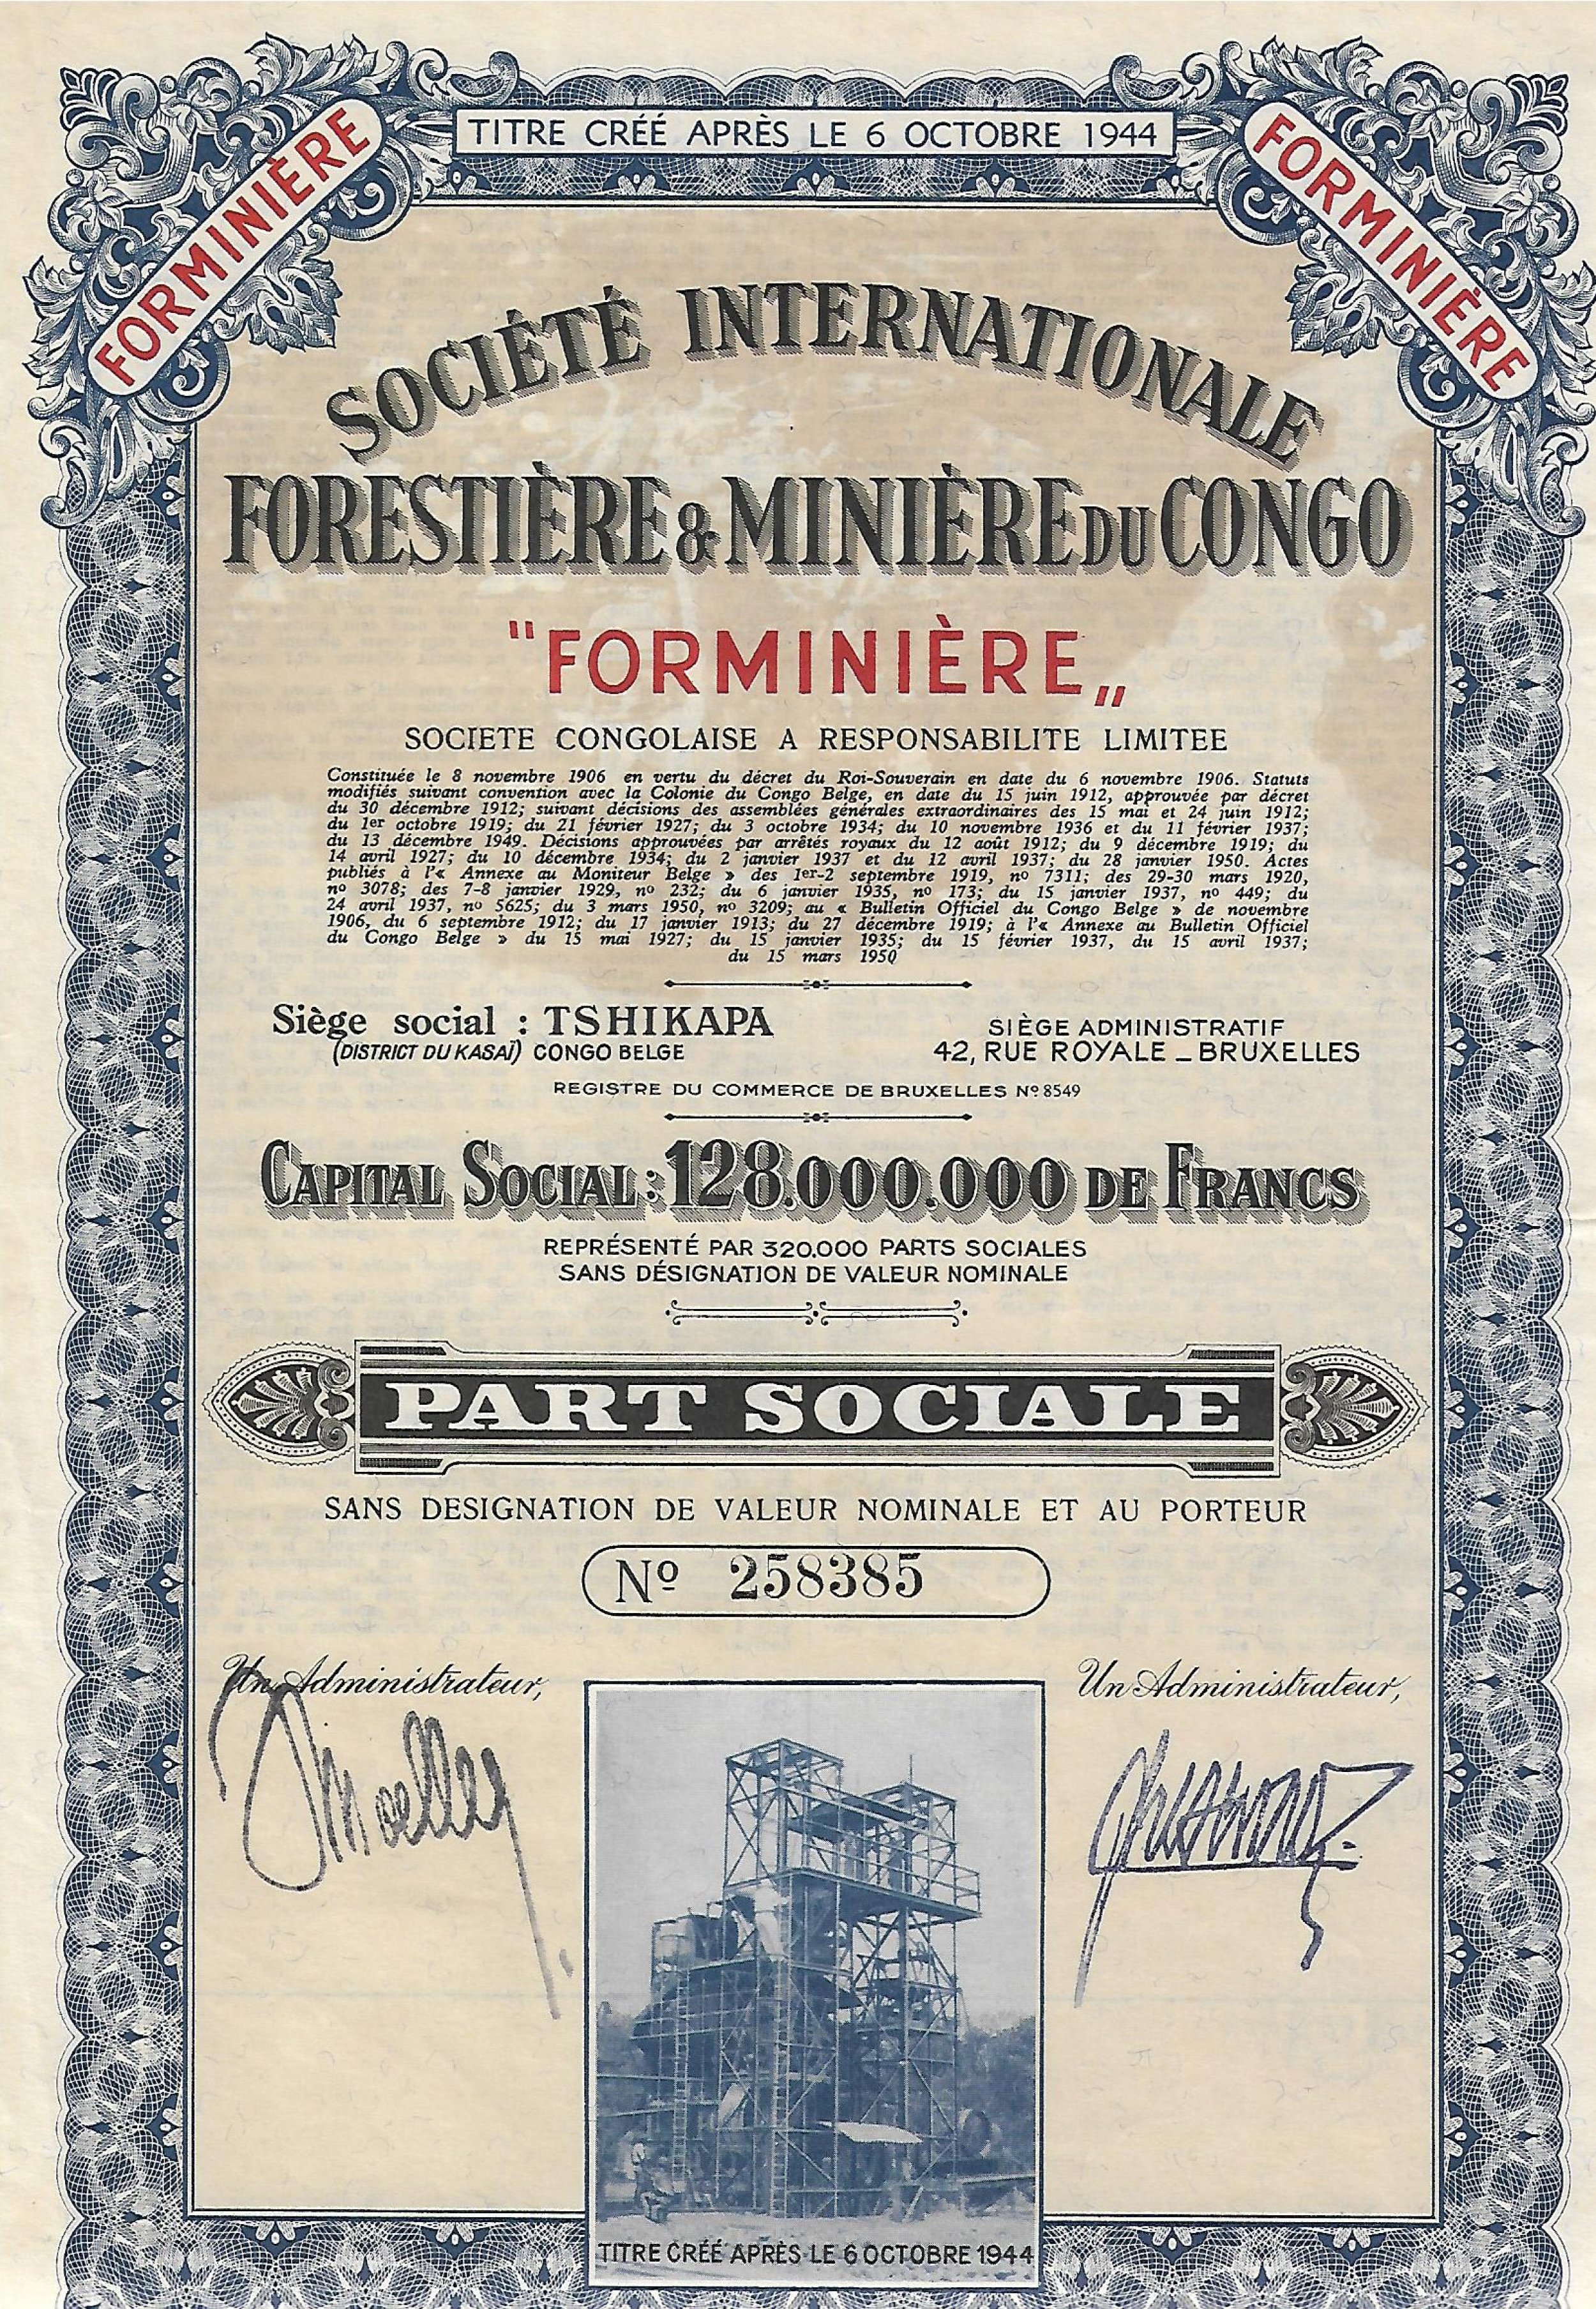 TITRE CRÉÉ APRÈS LE 6 OCTOBRE 1944
FORMINIÈRE
FORMINIÈRE
SOCIÉTÉ INTERNATIONALE
FORESTIÈRE & MINIÈRE DU CONGO
"FORMINIÈRE„
SOCIETE CONGOLAISE A RESPONSABILITE LIMITEE
Constituée le 8 novembre 1906 en vertu du décret du Roi-Souverain en date du 6 novembre 1906. Statuts
modifiés suivant convention avec la Colonie du Congo Belge, en date du 15 juin 1912, approuvée par décret
du 30 décembre 1912; suivant décisions des assemblées générales extraordinaires des 15 mai et 24 juin 1912;
du 1er octobre 1919; du 21 février 1927; du 3 octobre 1934; du 10 novembre 1936 et du 11 février 1937;
du 13 décembre 1949. Décisions approuvées par arrêtés royaux du 12 août 1912; du 9 décembre 1919; du
14 avril 1927; du 10 décembre 1934; du 2 janvier 1937 et du 12 avril 1937; du 28 janvier 1950. Actes
publiés à l'« Annexe au Moniteur Belge » des 1er-2 septembre 1919, no 7311; des 29-30 mars 1920,
no 3078; des 7-8 janvier 1929, no 232; du 6 janvier 1935, no 173; du 15 janvier 1937, no 449; du
24 avril 1937, no 5625; du 3 mars 1950, no 3209; au « Bulletin Officiel du Congo Belge » de novembre
1906, du 6 septembre 1912; du 17 janvier 1913; du 27 décembre 1919; à l'« Annexe au Bulletin Officiel
du Congo Belge » du 15 mai 1927; du 15 janvier 1935; du 15 février 1937, du 15 avril 1937;
du 15 mars 1950
Siège social : TSHIKAPA
(DISTRICT DU KASAÏ) CONGO BELGE
SIÈGE ADMINISTRATIF
42, RUE ROYALE _ BRUXELLES
REGISTRE DU COMMERCE DE BRUXELLES Nº 8549
CAPITAL SOCIAL : 128.000.000 DE FRANCS
REPRÉSENTÉ PAR 320.000 PARTS SOCIALES
SANS DÉSIGNATION DE VALEUR NOMINALE
PART SOCIALE
SANS DESIGNATION DE VALEUR NOMINALE ET AU PORTEUR
Nº 258385
Un Administrateur,
Un Administrateur,
TITRE CRÉÉ APRÈS LE 6 OCTOBRE 1944